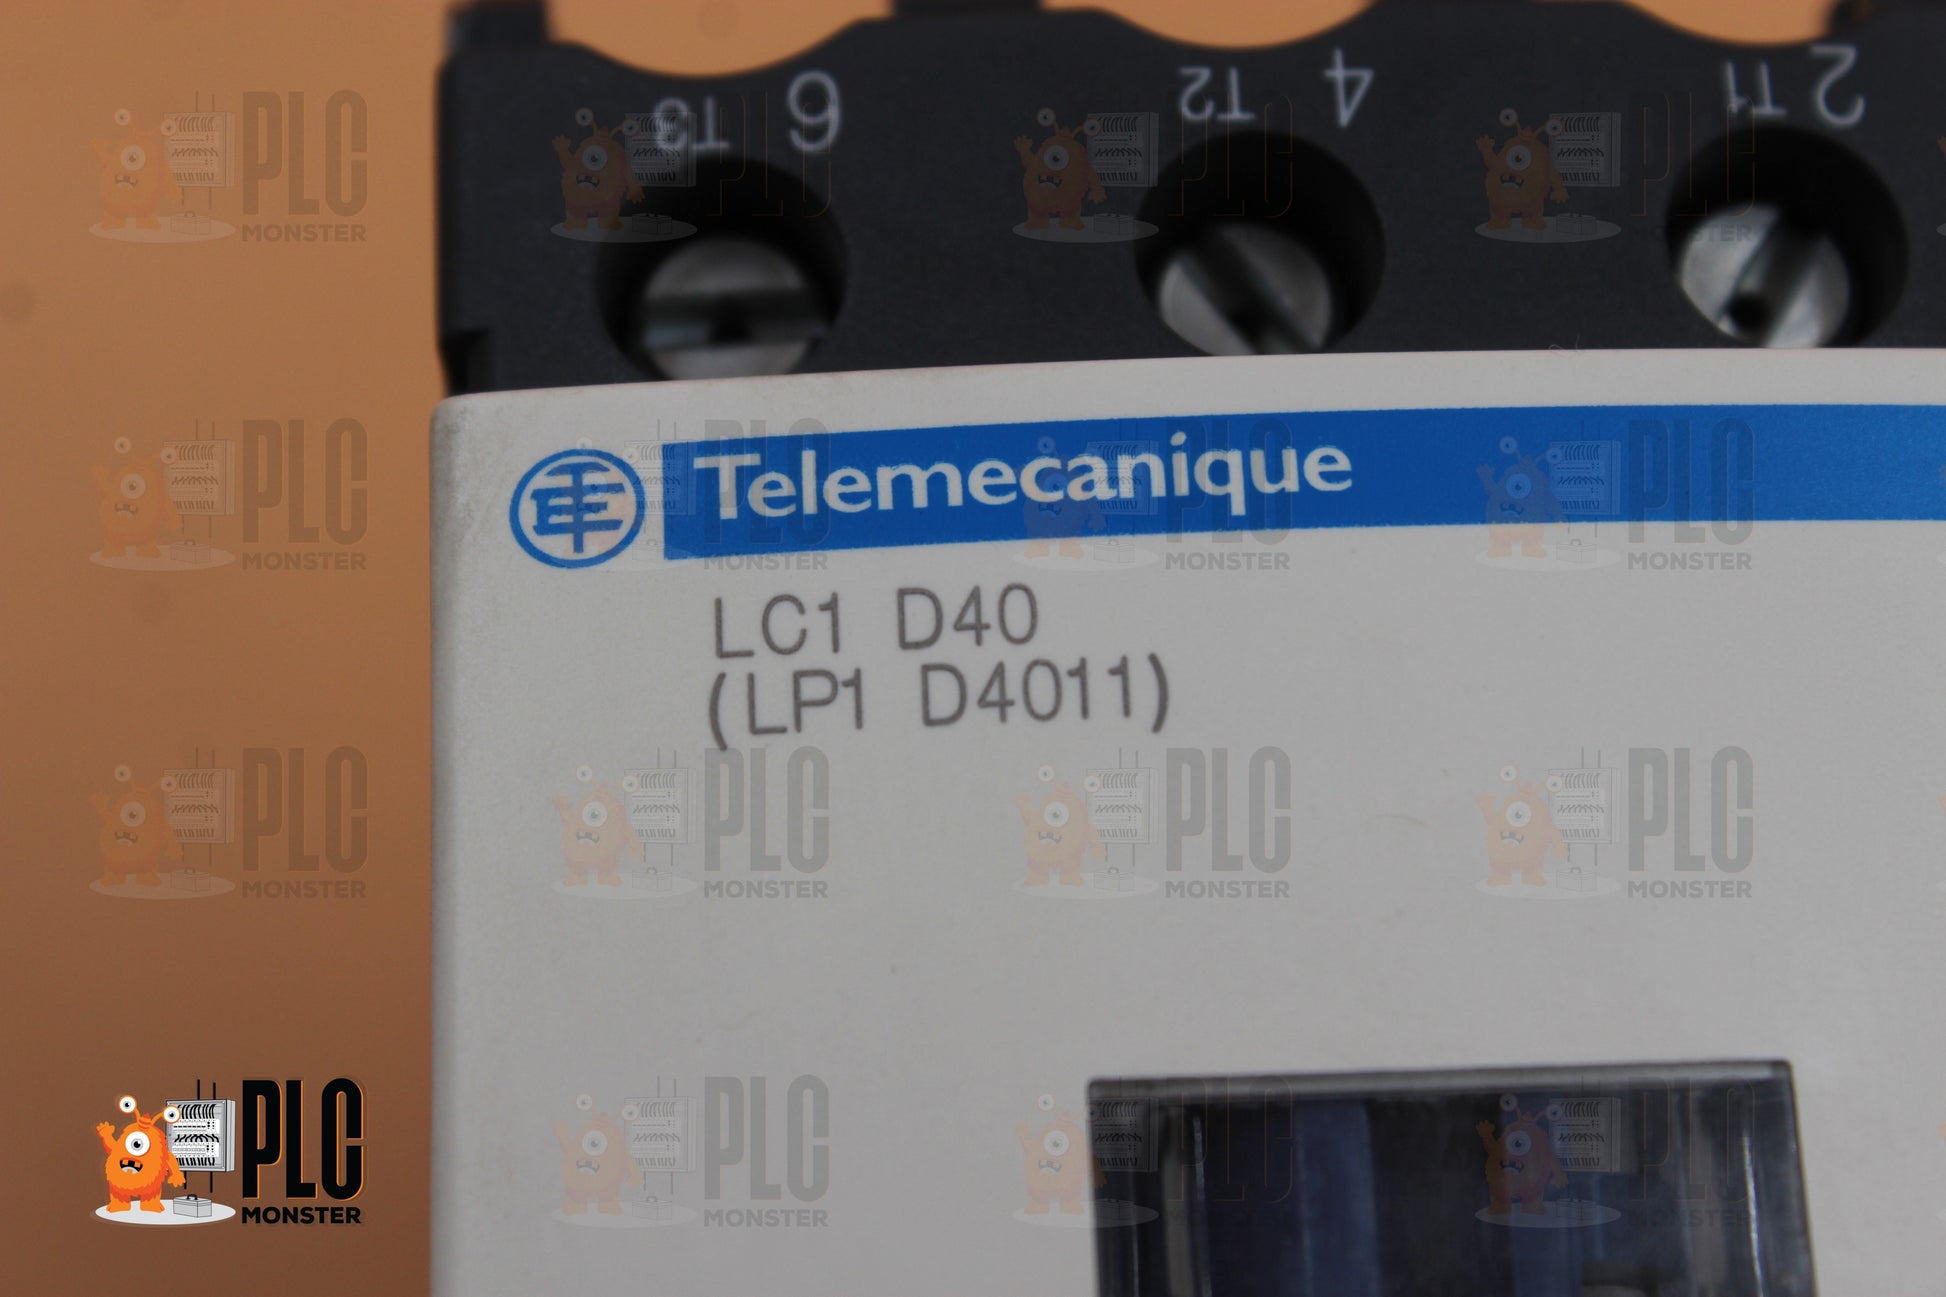 6 T3
4 T2
2 T1
Telemecanique
LC1 D40
(LP1 D4011)
PLC
MONSTER